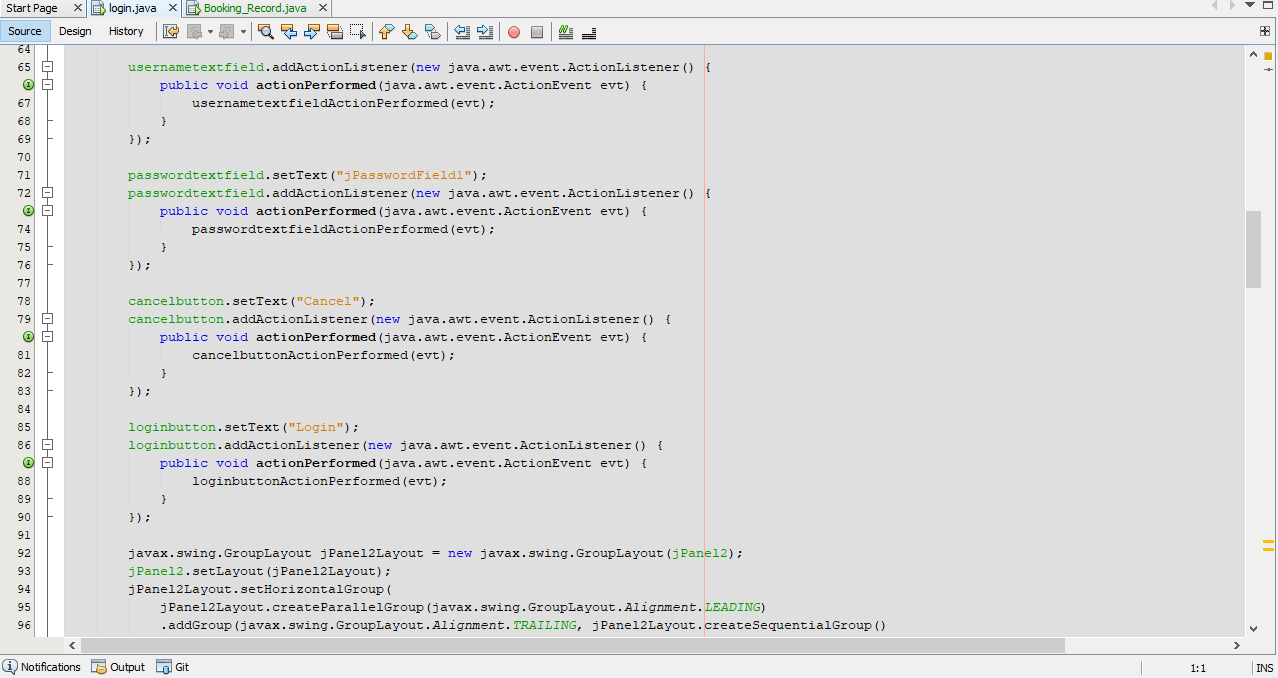 Start Page login.java Booking_Record.java
Source Design History
64
65 usernametextfield.addActionListener(new java.awt.event.ActionListener() {
public void actionPerformed(java.awt.event.ActionEvent evt) {
67 usernametextfieldActionPerformed(evt);
68 }
69 });
70
71 passwordtextfield.setText("jPasswordField1");
72 passwordtextfield.addActionListener(new java.awt.event.ActionListener() {
public void actionPerformed(java.awt.event.ActionEvent evt) {
74 passwordtextfieldActionPerformed(evt);
75 }
76 });
77
78 cancelbutton.setText("Cancel");
79 cancelbutton.addActionListener(new java.awt.event.ActionListener() {
public void actionPerformed(java.awt.event.ActionEvent evt) {
81 cancelbuttonActionPerformed(evt);
82 }
83 });
84
85 loginbutton.setText("Login");
86 loginbutton.addActionListener(new java.awt.event.ActionListener() {
public void actionPerformed(java.awt.event.ActionEvent evt) {
88 loginbuttonActionPerformed(evt);
89 }
90 });
91
92 javax.swing.GroupLayout jPanel2Layout = new javax.swing.GroupLayout(jPanel2);
93 jPanel2.setLayout(jPanel2Layout);
94 jPanel2Layout.setHorizontalGroup(
95 jPanel2Layout.createParallelGroup(javax.swing.GroupLayout.Alignment.LEADING)
96 .addGroup(javax.swing.GroupLayout.Alignment.TRAILING, jPanel2Layout.createSequentialGroup()
Notifications Output Git
1:1 INS